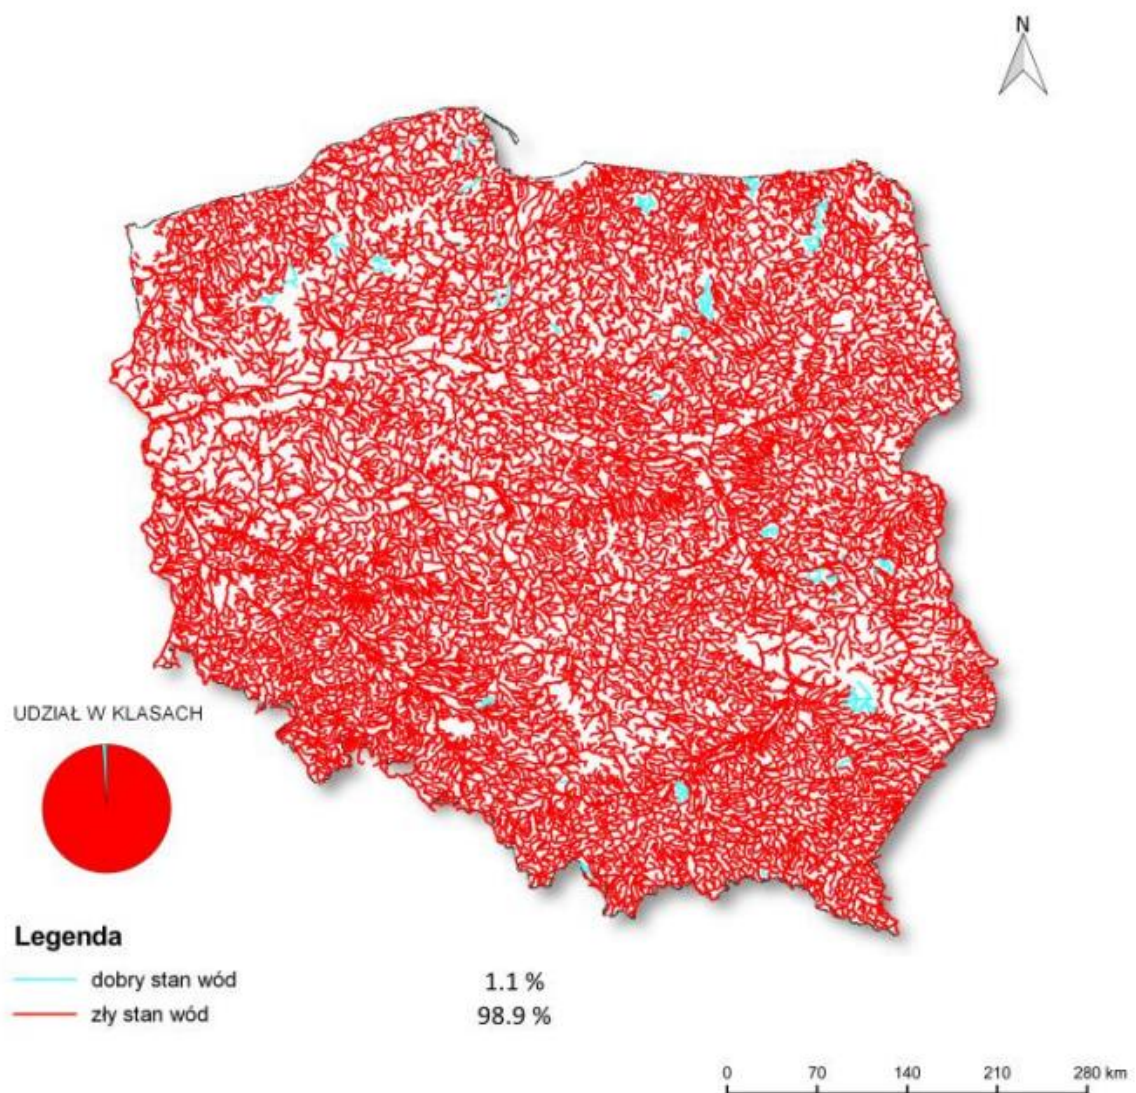 N
UDZIAŁ W KLASACH
Legenda
dobry stan wód 1.1 %
zły stan wód 98.9 %
0 70 140 210 280 km